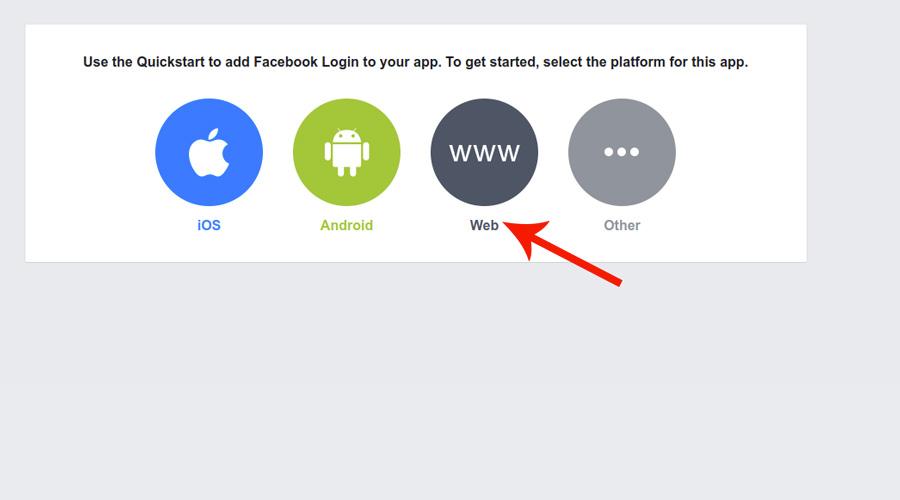 Use the Quickstart to add Facebook Login to your app. To get started, select the platform for this app.
www
iOS
Android
Web
Other